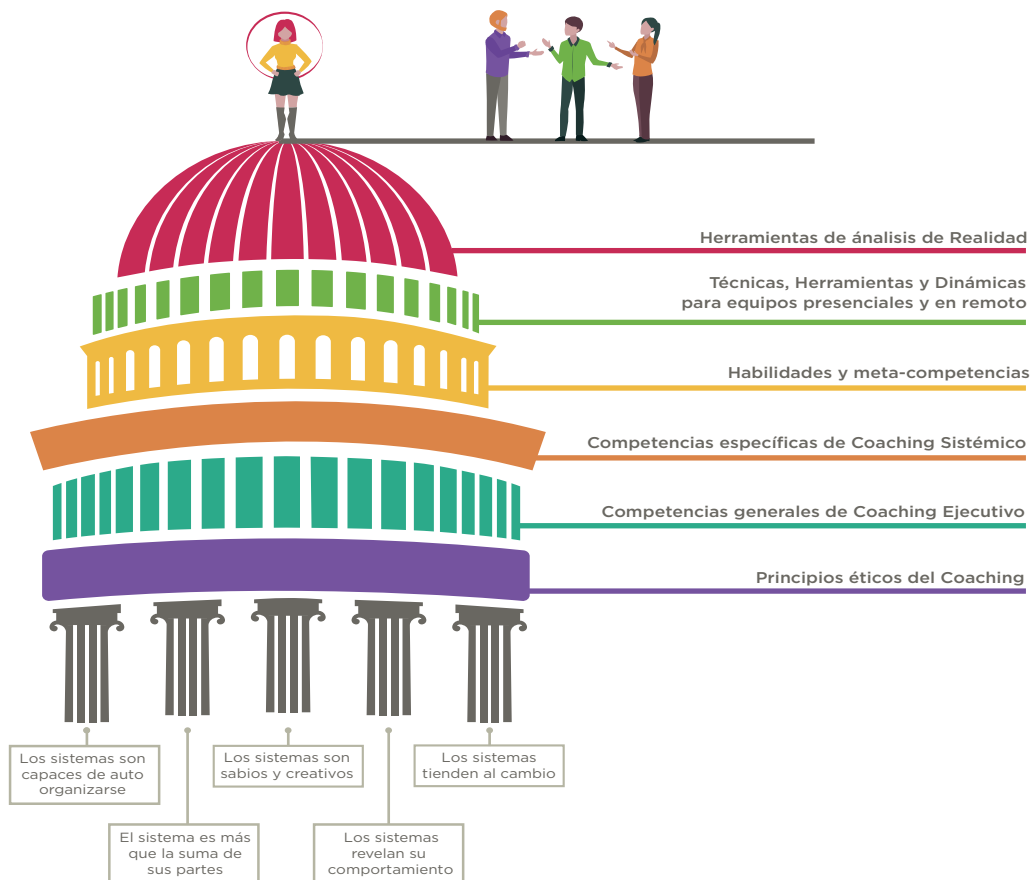 Herramientas de ánalisis de Realidad
Técnicas, Herramientas y Dinámicas
para equipos presenciales y en remoto
Habilidades y meta-competencias
Competencias específicas de Coaching Sistémico
Competencias generales de Coaching Ejecutivo
Principios éticos del Coaching
Los sistemas son
capaces de auto
organizarse
El sistema es más
que la suma de
sus partes
Los sistemas son
sabios y creativos
Los sistemas
revelan su
comportamiento
Los sistemas
tienden al cambio